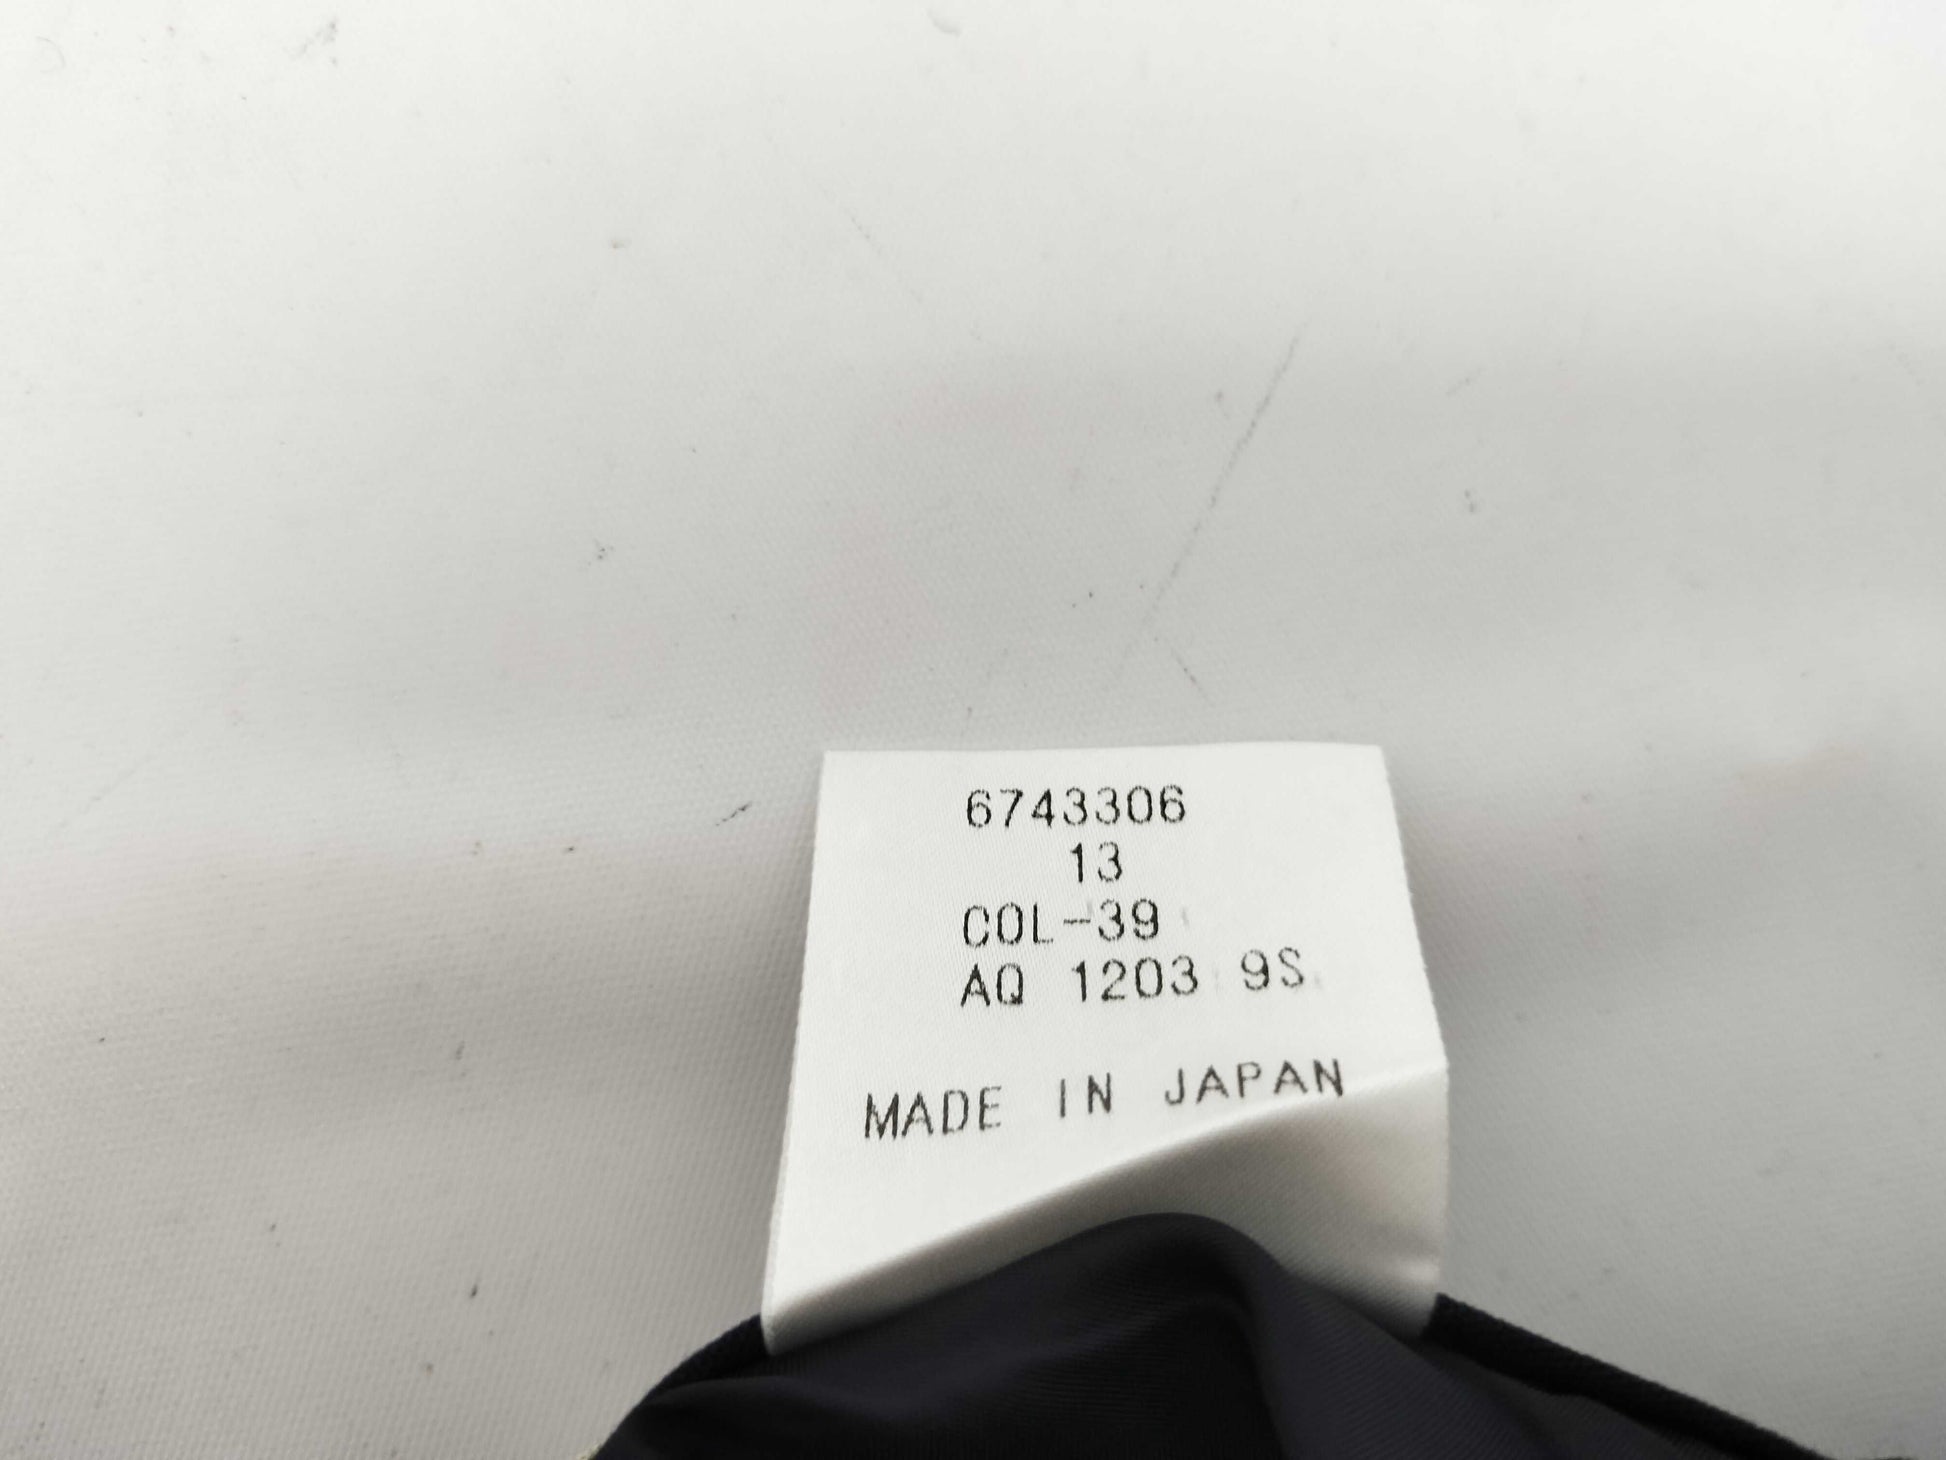 6743306
13
COL-39
AQ 1203 9S
MADE IN JAPAN